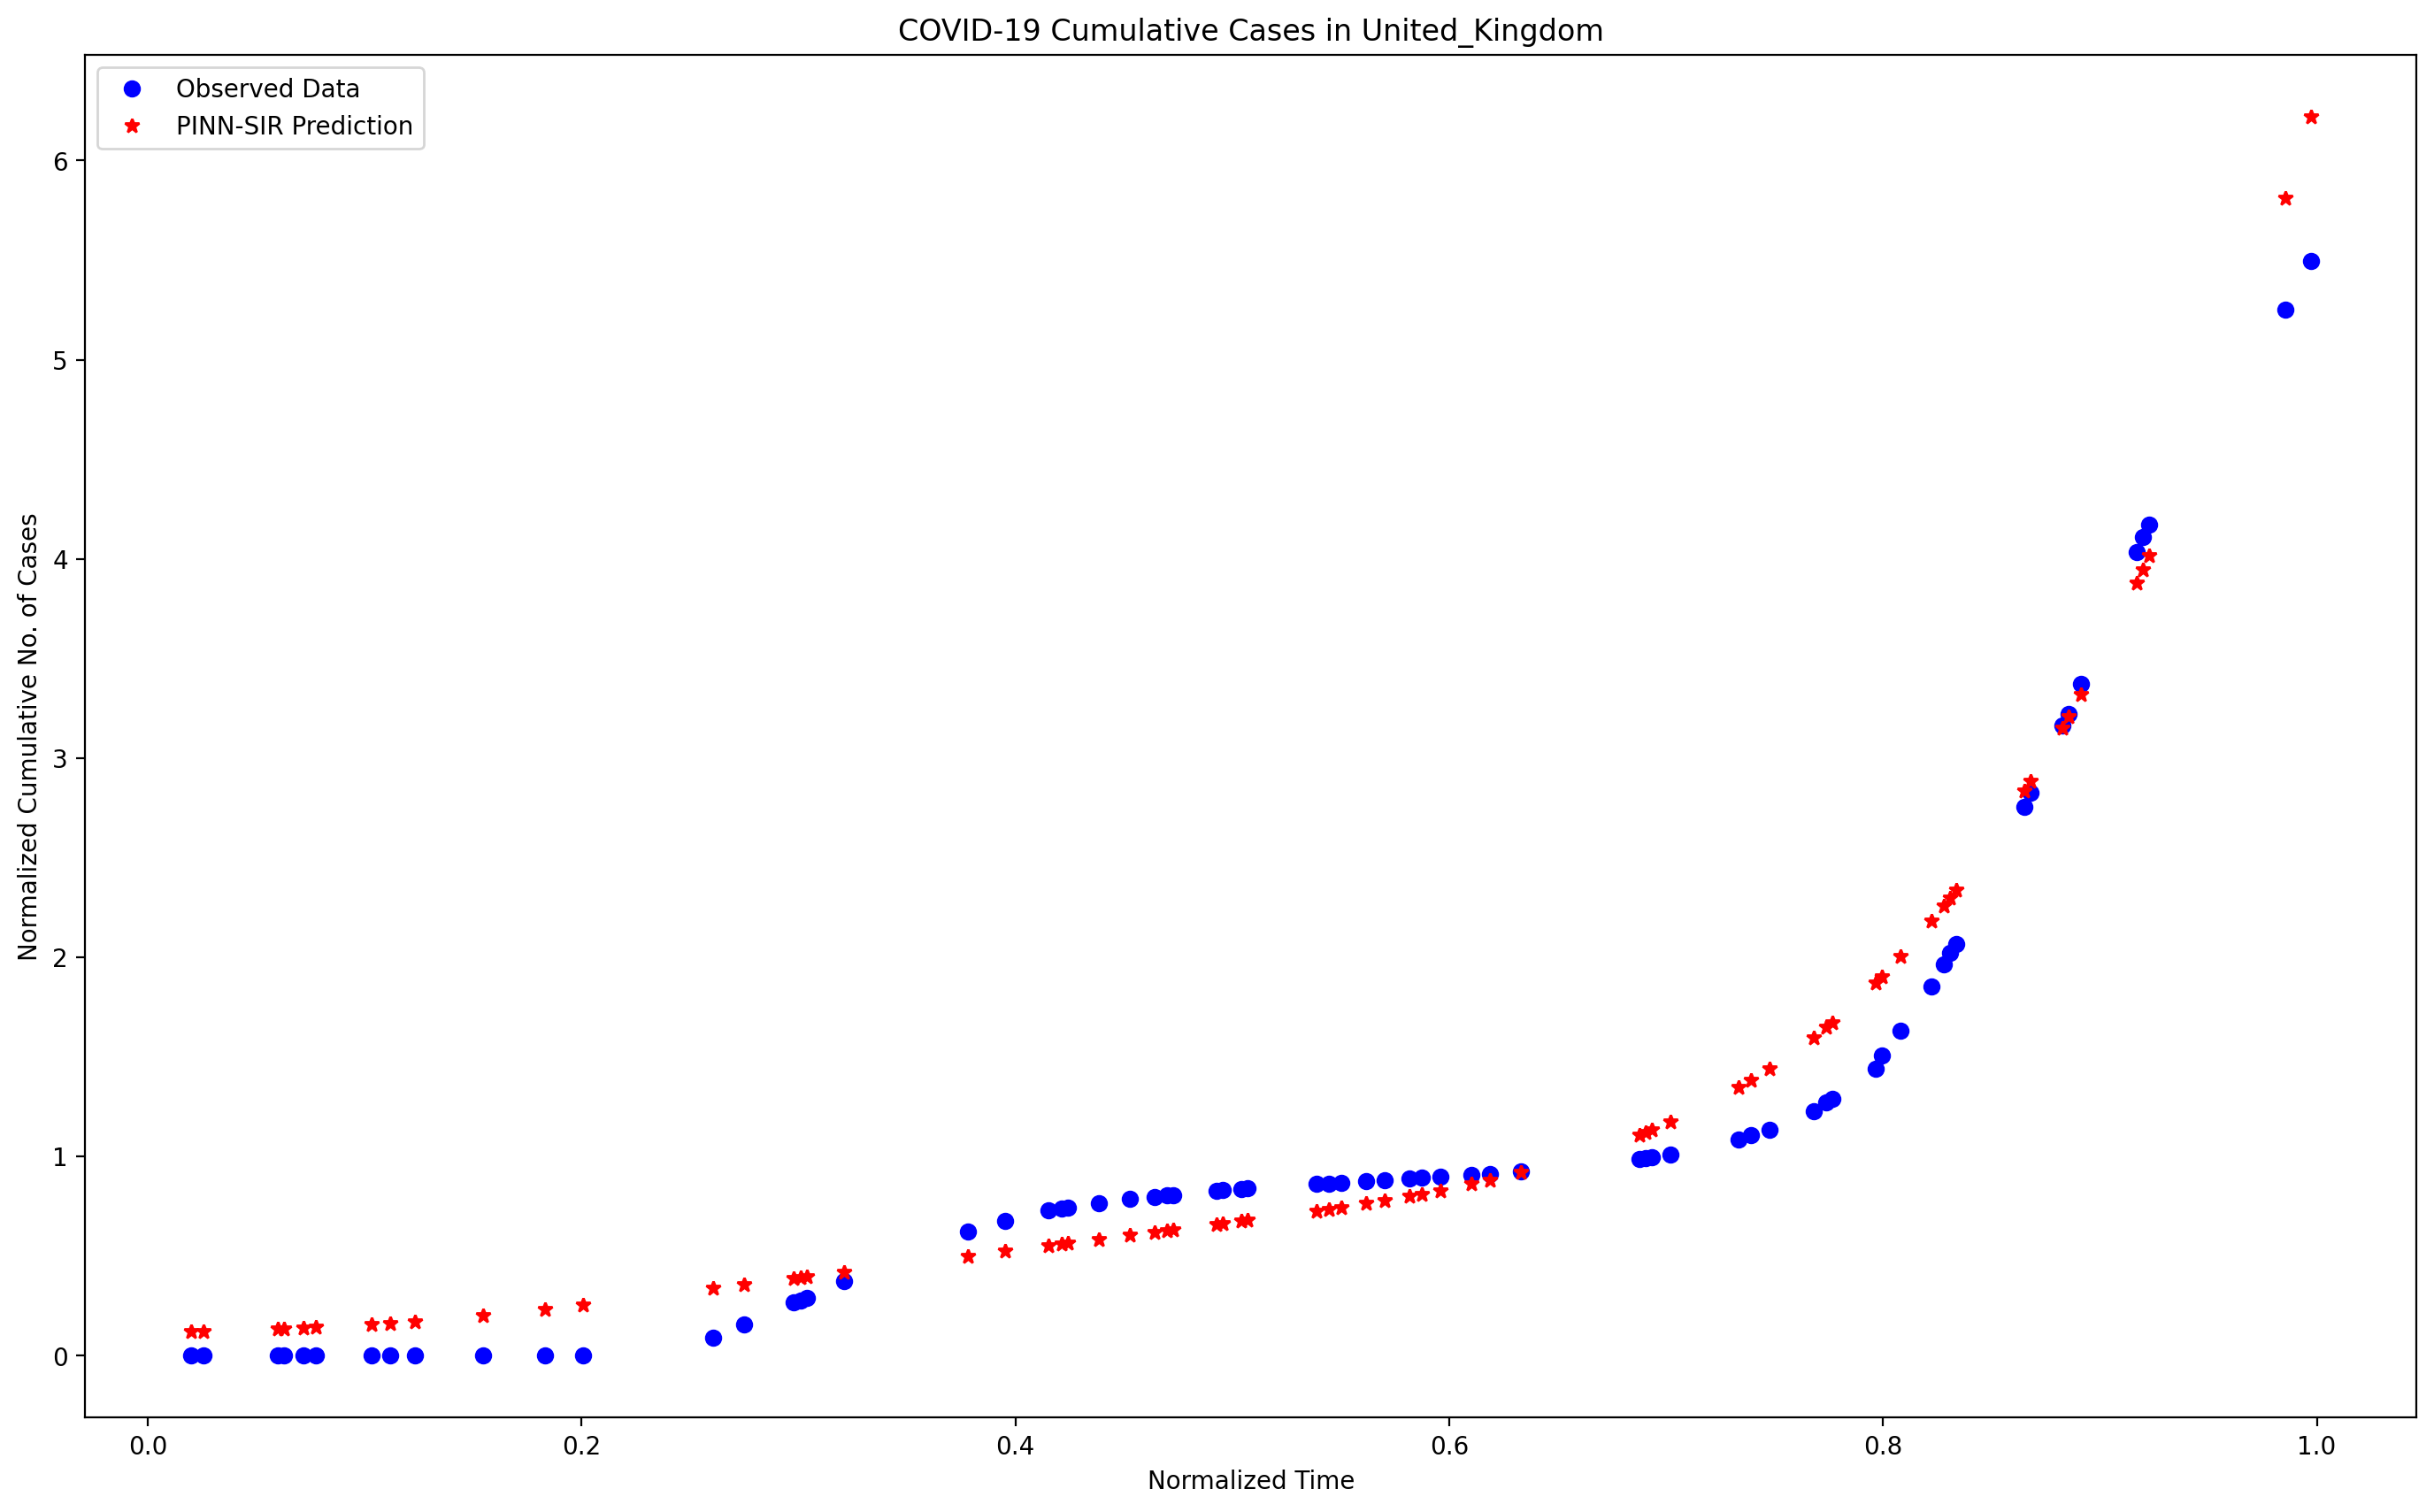 COVID-19 Cumulative Cases in United_Kingdom
Observed Data
PINN-SIR Prediction
Normalized Cumulative No. of Cases
6
5
4
3
2
1
0
0.0 0.2 0.4 0.6 0.8 1.0
Normalized Time